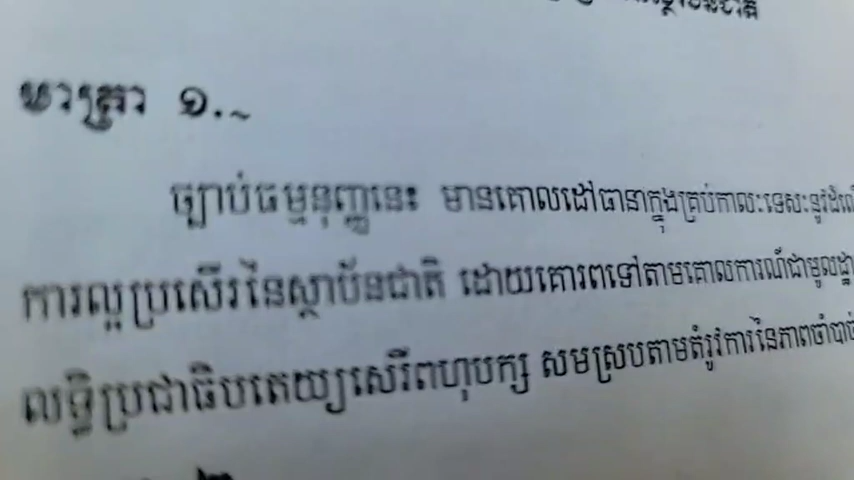 មាត្រា ១.~
ច្បាប់ធម្មនុញ្ញនេះ មានគោលដៅធានាក្នុងគ្រប់កាលៈទេសៈនូវដំណើ
ការល្អប្រសើរនៃស្ថាប័នជាតិ ដោយគោរពទៅតាមគោលការណ៍ជាមូលដ្ឋា
លទ្ធិប្រជាធិបតេយ្យសេរីពហុបក្ស សមស្របតាមតំរូវការនៃភាពចាំបាច់